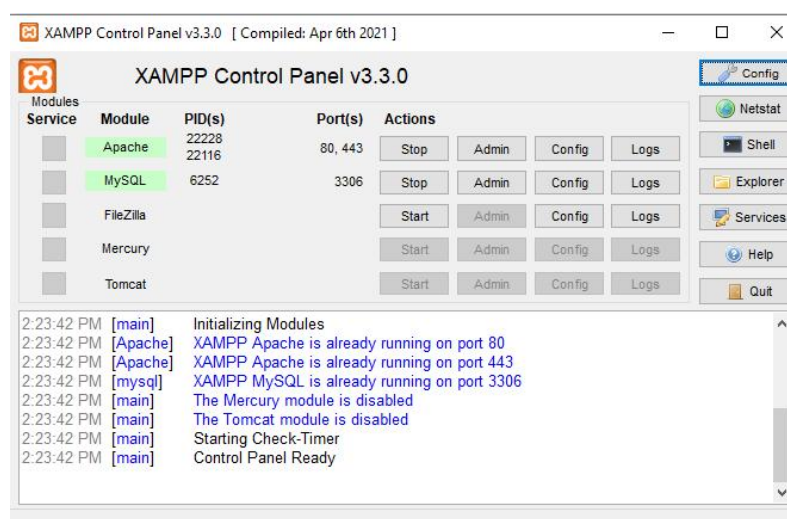 XAMPP Control Panel v3.3.0 [ Compiled: Apr 6th 2021 ]
XAMPP Control Panel v3.3.0
Config
Modules
Service Module PID(s) Port(s) Actions
Netstat
Apache 22228 22116 80, 443 Stop Admin Config Logs
Shell
MySQL 6252 3306 Stop Admin Config Logs
Explorer
FileZilla Start Admin Config Logs
Services
Mercury Start Admin Config Logs
Help
Tomcat Start Admin Config Logs
Quit
2:23:42 PM [main] Initializing Modules
2:23:42 PM [Apache] XAMPP Apache is already running on port 80
2:23:42 PM [Apache] XAMPP Apache is already running on port 443
2:23:42 PM [mysql] XAMPP MySQL is already running on port 3306
2:23:42 PM [main] The Mercury module is disabled
2:23:42 PM [main] The Tomcat module is disabled
2:23:42 PM [main] Starting Check-Timer
2:23:42 PM [main] Control Panel Ready